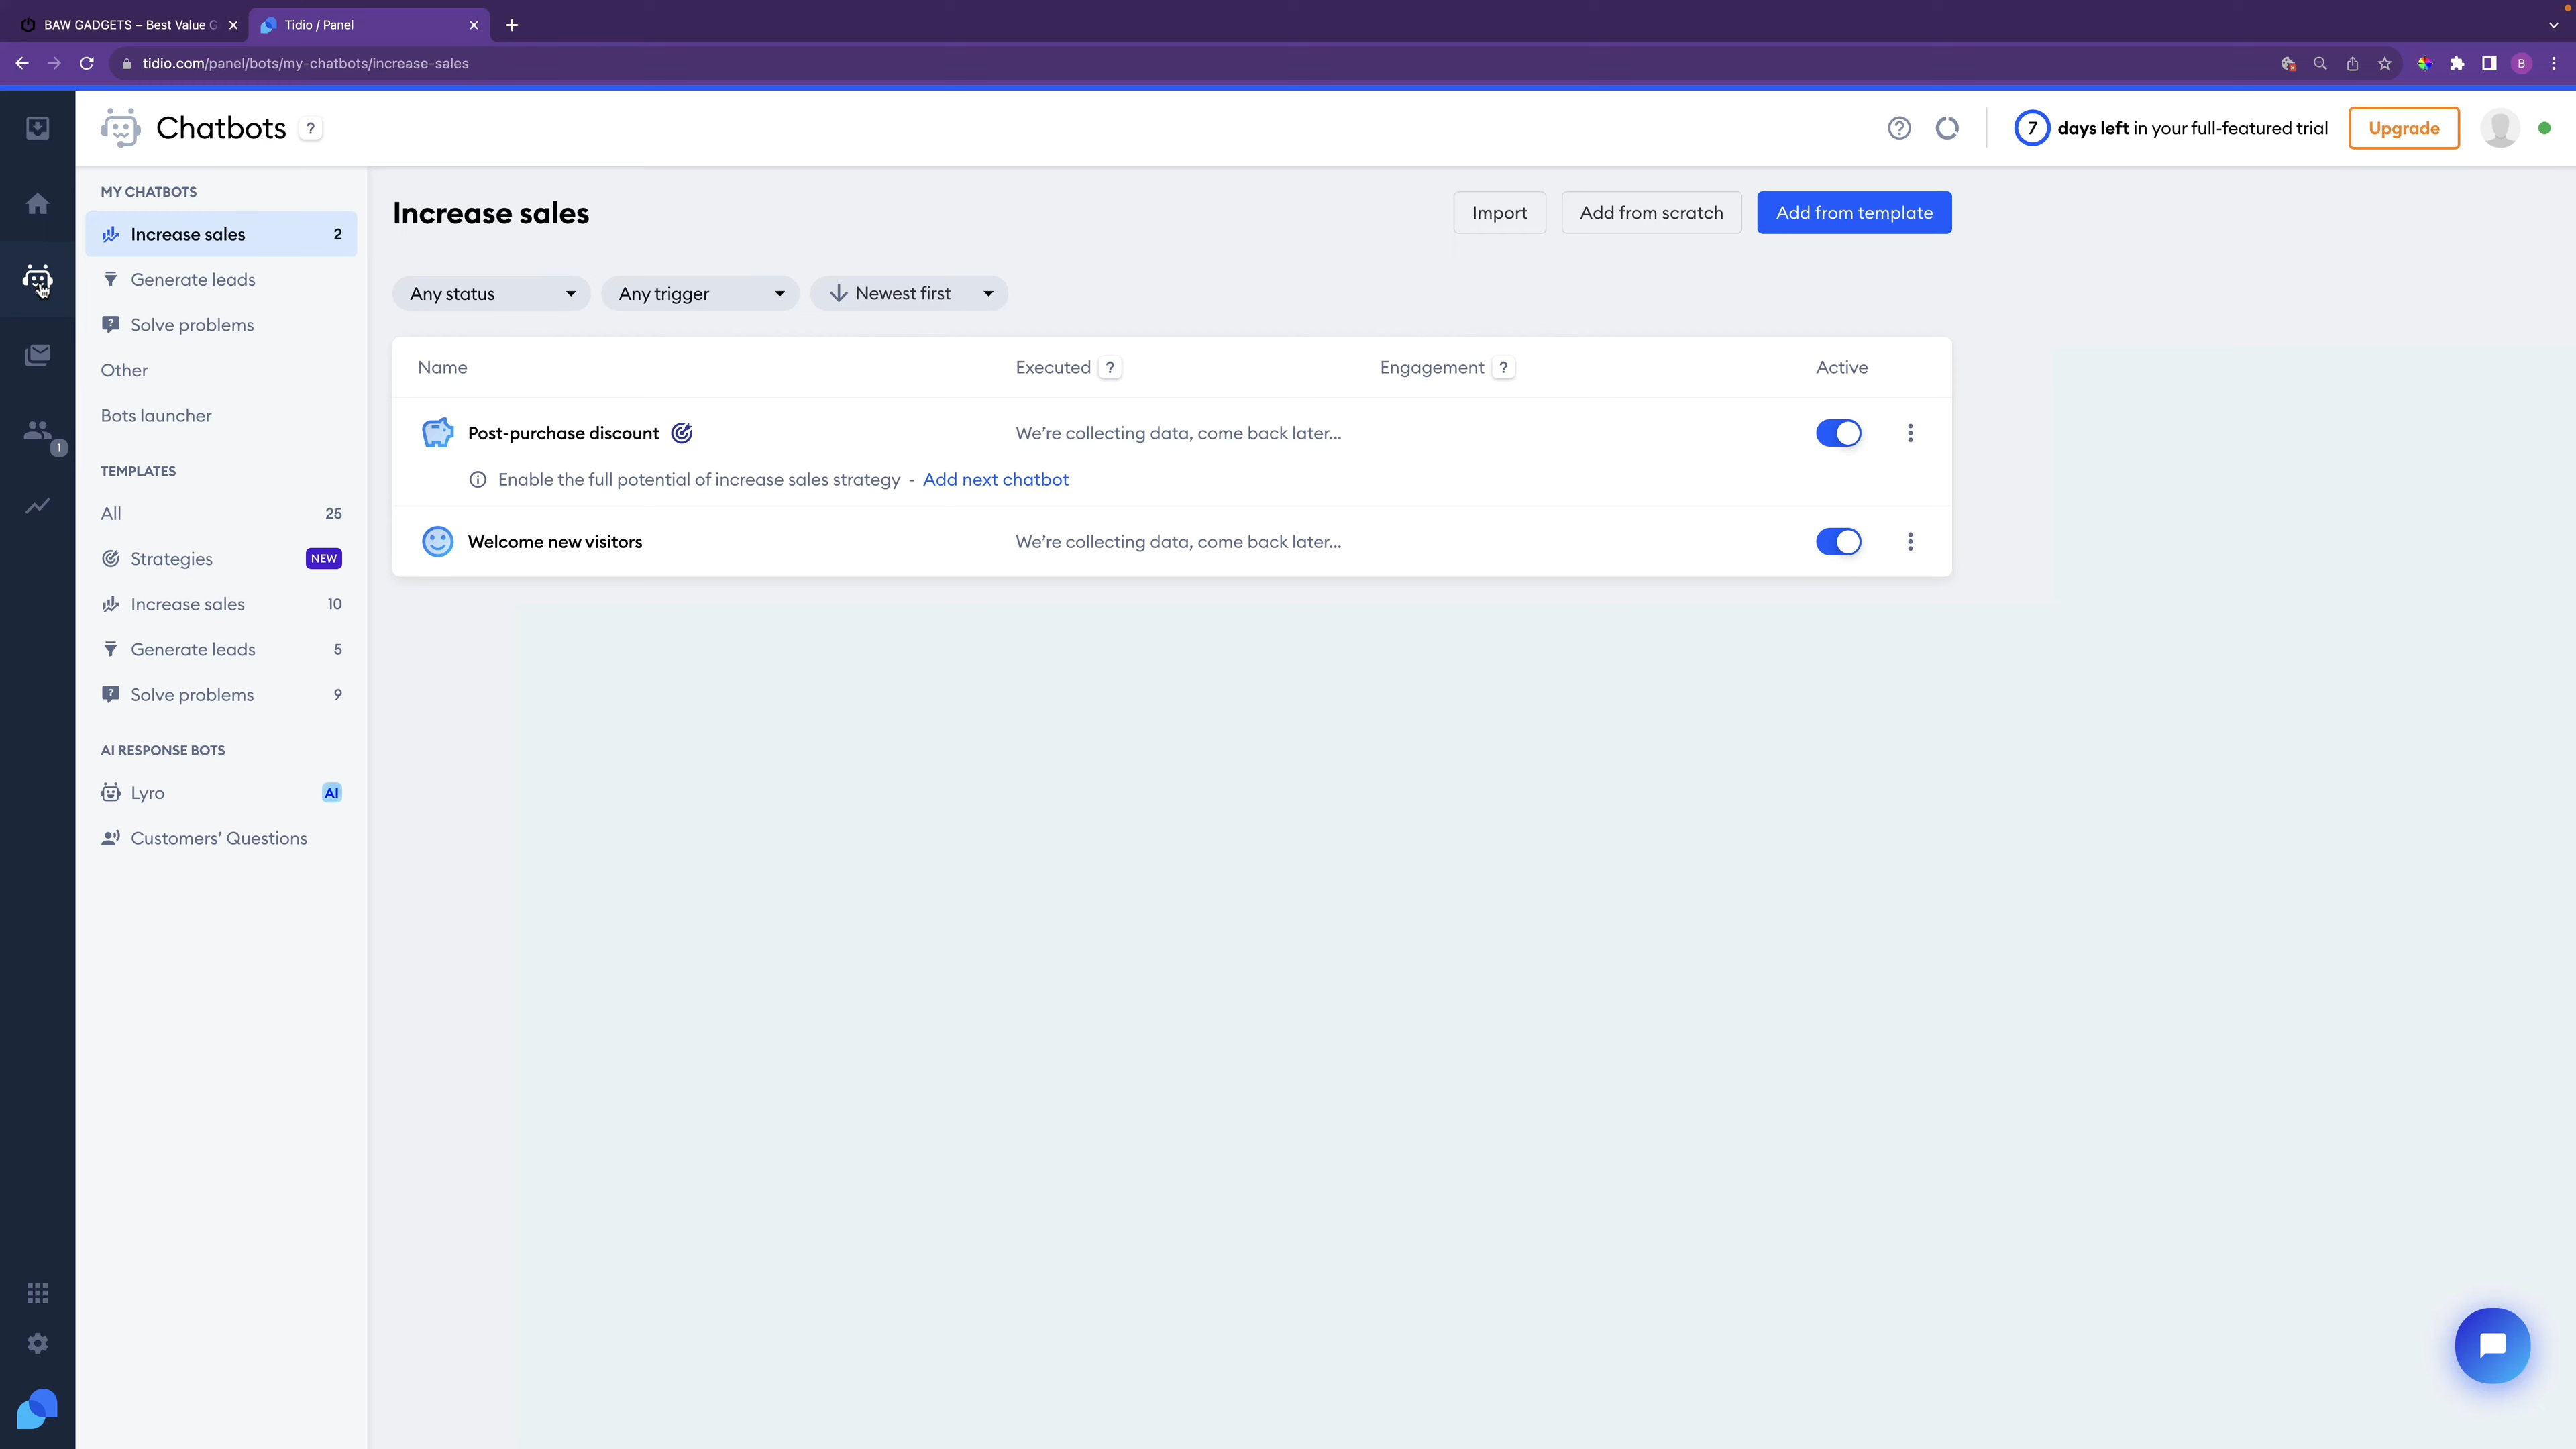 BAW GADGETS – Best Value G
Tidio / Panel
tidio.com/panel/bots/my-chatbots/increase-sales
B
Chatbots ?
7 days left in your full-featured trial
Upgrade
MY CHATBOTS
Increase sales 2
Generate leads
Solve problems
Other
Bots launcher
1
TEMPLATES
All 25
Strategies NEW
Increase sales 10
Generate leads 5
Solve problems 9
AI RESPONSE BOTS
Lyro AI
Customers’ Questions
Increase sales
Import Add from scratch Add from template
Any status Any trigger Newest first
Name Executed ? Engagement ? Active
Post-purchase discount We’re collecting data, come back later...
Enable the full potential of increase sales strategy - Add next chatbot
Welcome new visitors We’re collecting data, come back later...